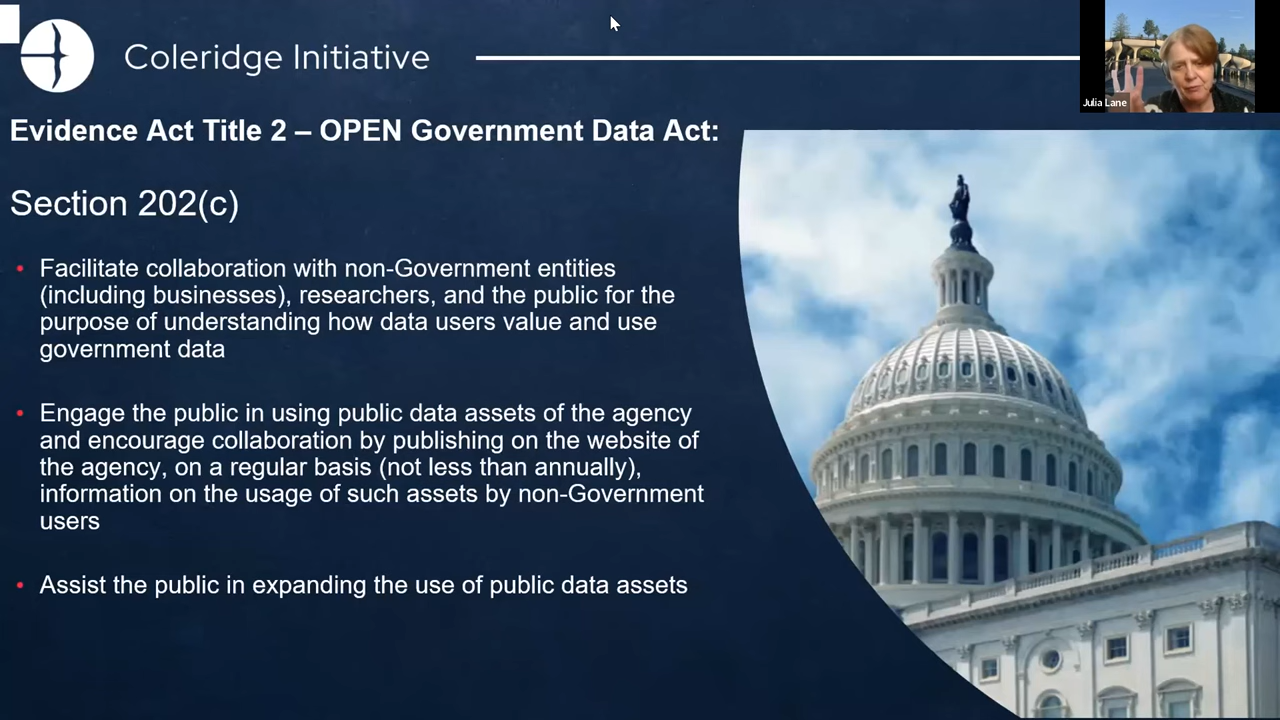 Coleridge Initiative
Julia Lane
Evidence Act Title 2 – OPEN Government Data Act:
Section 202(c)
• Facilitate collaboration with non-Government entities
(including businesses), researchers, and the public for the
purpose of understanding how data users value and use
government data
• Engage the public in using public data assets of the agency
and encourage collaboration by publishing on the website of
the agency, on a regular basis (not less than annually),
information on the usage of such assets by non-Government
users
• Assist the public in expanding the use of public data assets